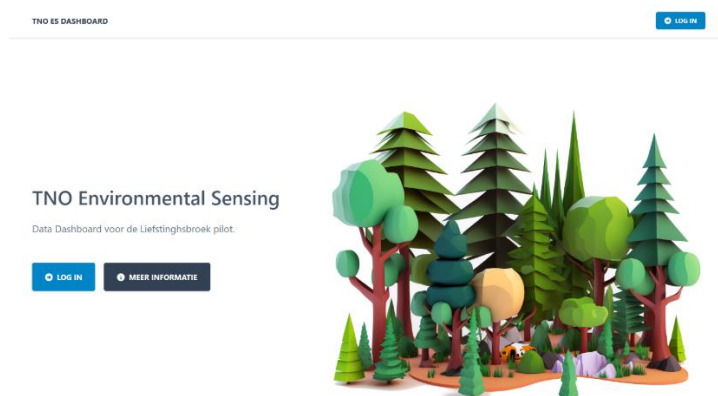 TNO ES DASHBOARD
LOG IN
TNO Environmental Sensing
Data Dashboard voor de Liefstinghsbroek pilot.
LOG IN
MEER INFORMATIE